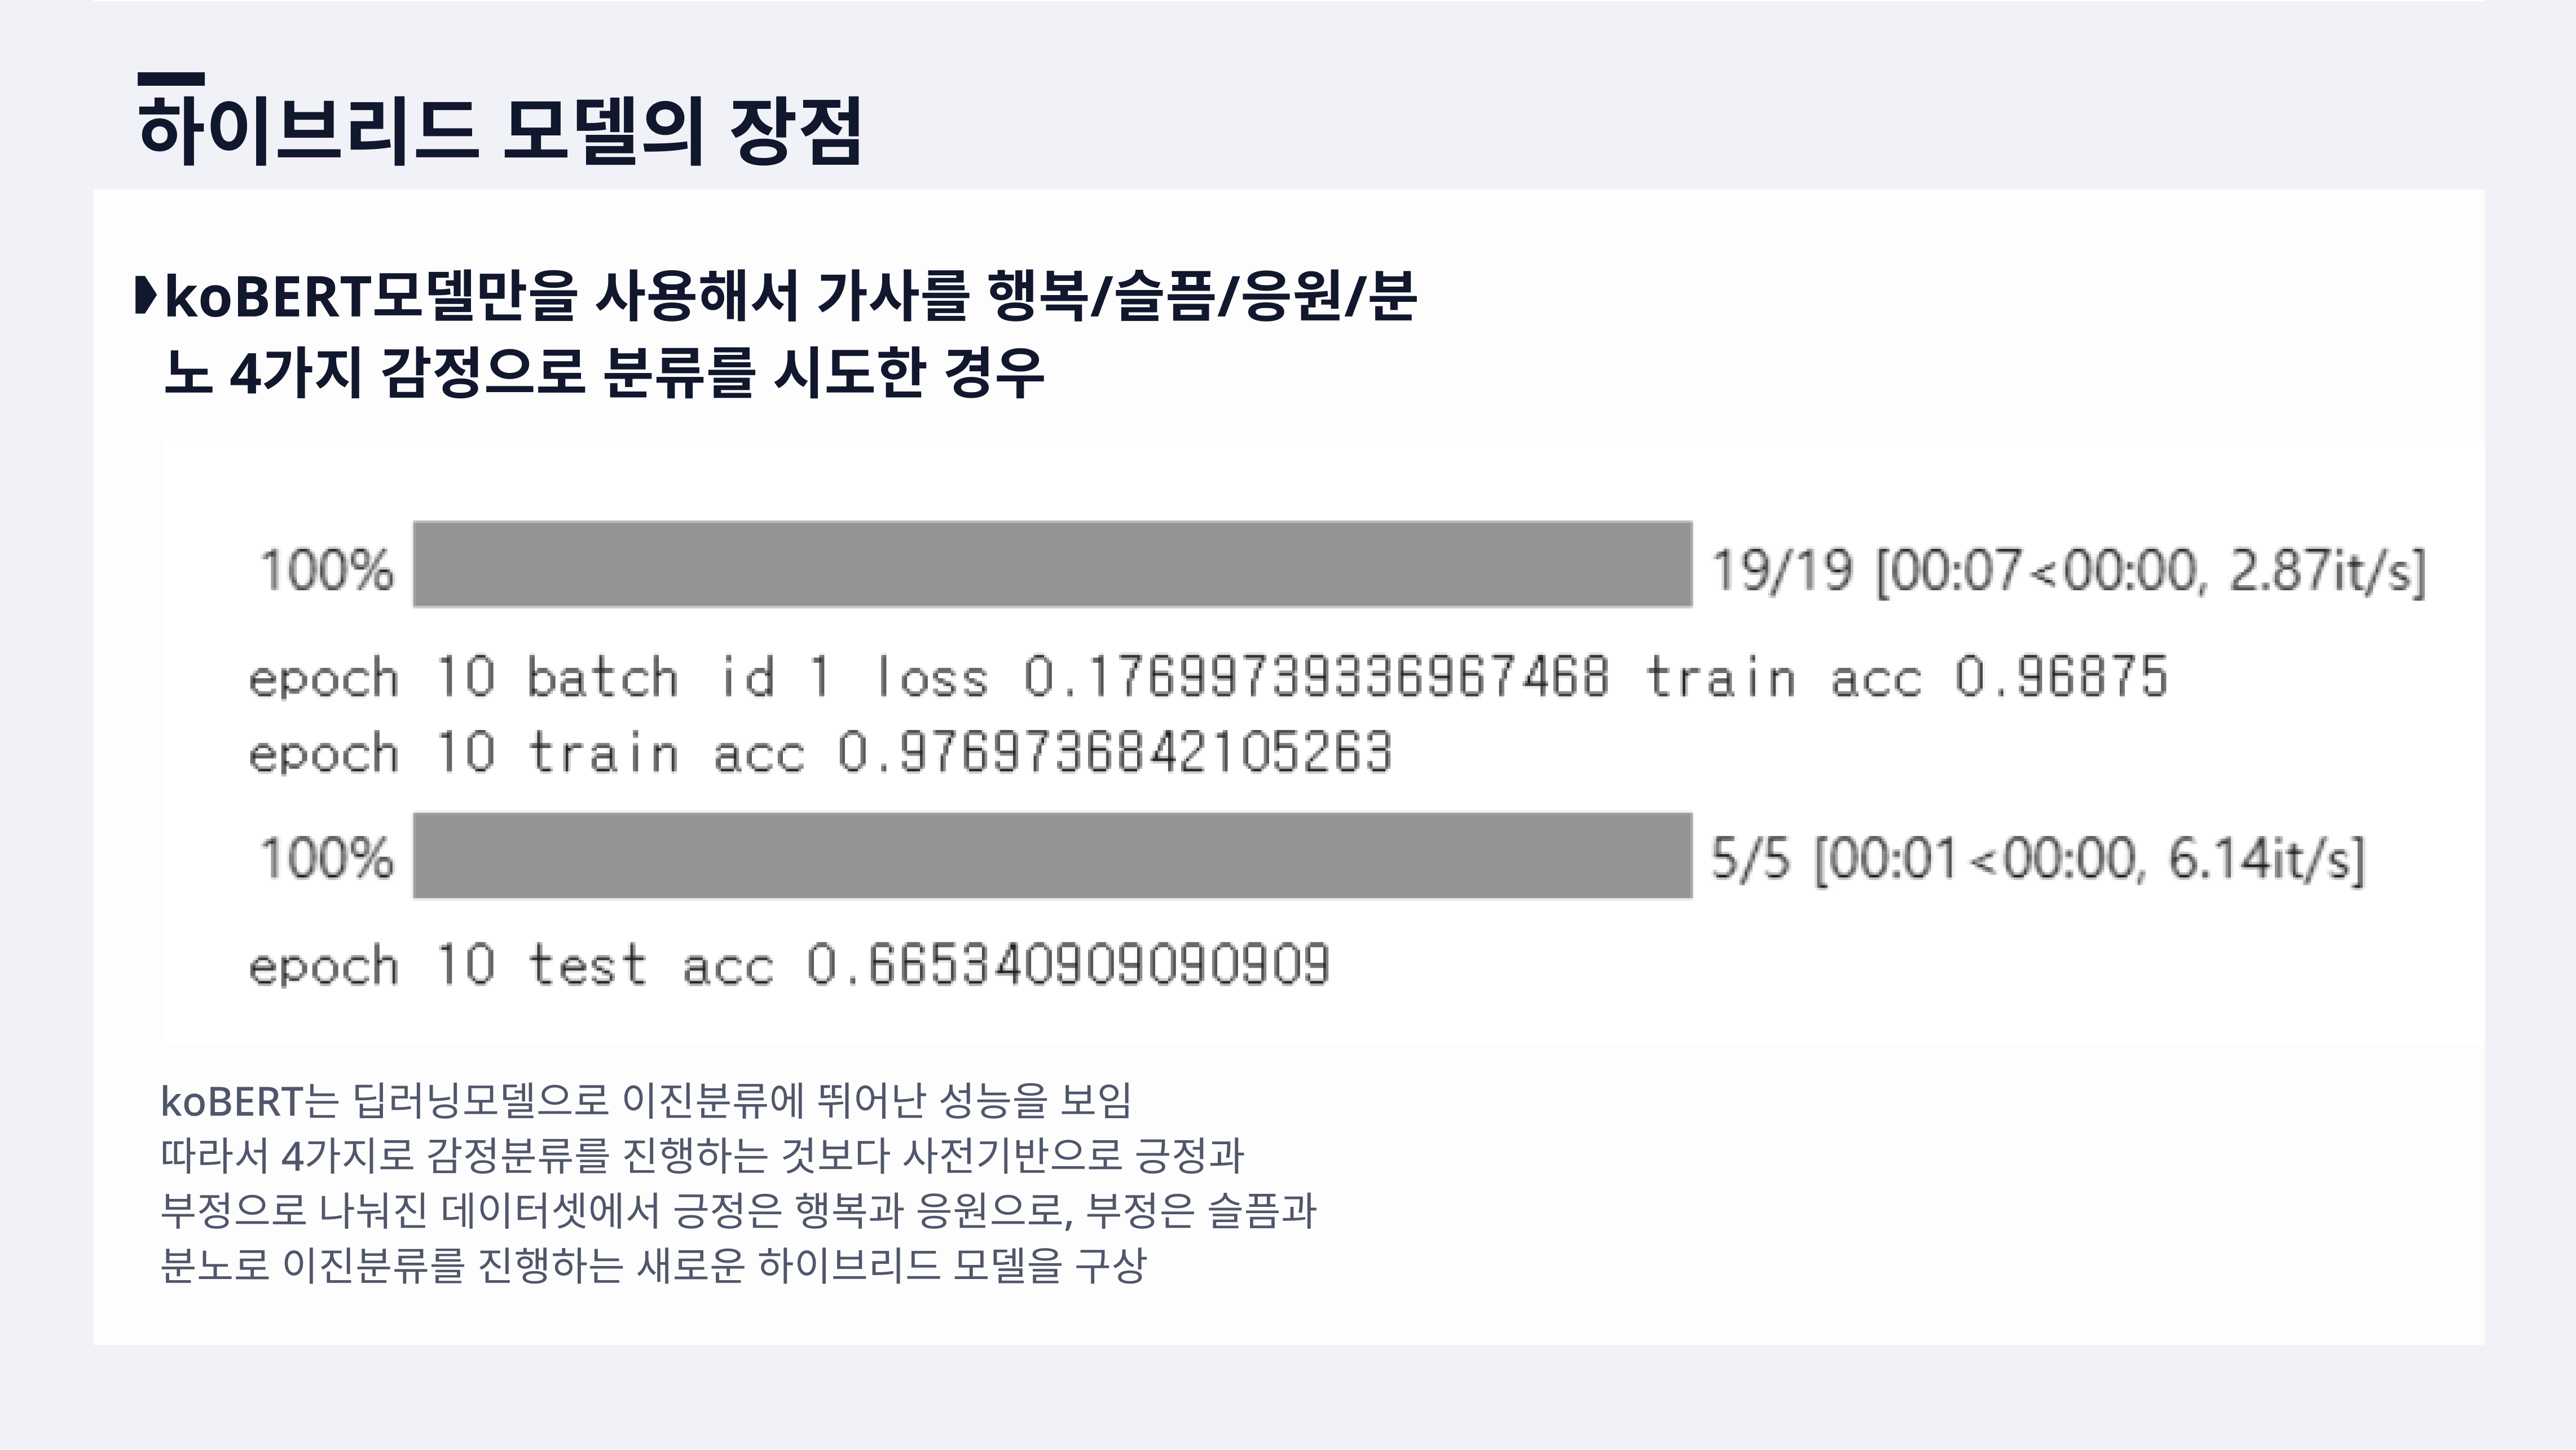 하이브리드 모델의 장점
koBERT모델만을 사용해서 가사를 행복/슬픔/응원/분
노 4가지 감정으로 분류를 시도한 경우
100% 19/19 [00:07<00:00, 2.87it/s]
epoch 10 batch id 1 loss 0.17699739336967468 train acc 0.96875
epoch 10 train acc 0.9769736842105263
100% 5/5 [00:01<00:00, 6.14it/s]
epoch 10 test acc 0.665340909090909
koBERT는 딥러닝모델으로 이진분류에 뛰어난 성능을 보임
따라서 4가지로 감정분류를 진행하는 것보다 사전기반으로 긍정과
부정으로 나눠진 데이터셋에서 긍정은 행복과 응원으로, 부정은 슬픔과
분노로 이진분류를 진행하는 새로운 하이브리드 모델을 구상